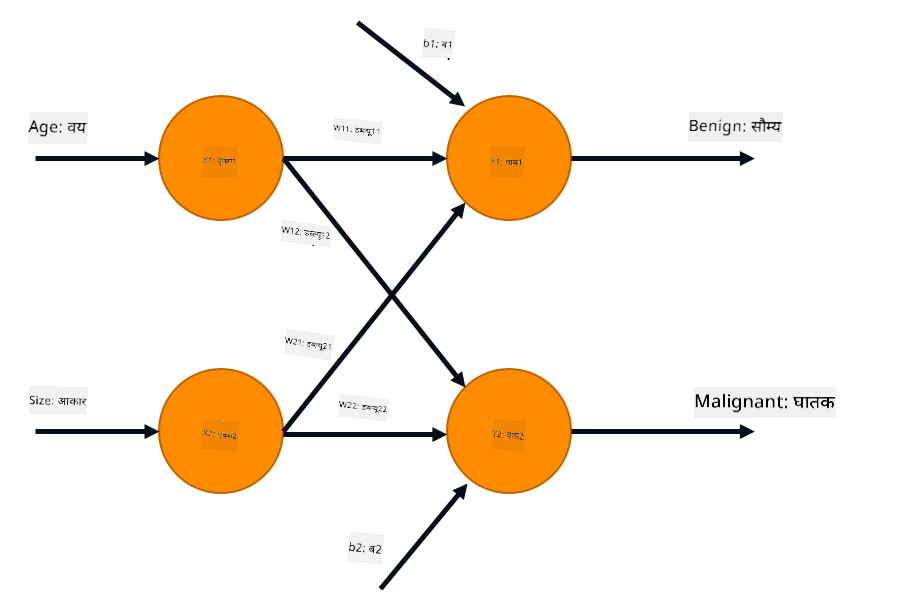 b1: ब1
Age: वय
W11: डब्ल्यू11
Benign: सौम्य
X1: एक्स1
Y1: वाय1
W12: डब्ल्यू12
W21: डब्ल्यू21
Size: आकार
W22: डब्ल्यू22
Malignant: घातक
X2: एक्स2
Y2: वाय2
b2: ब2